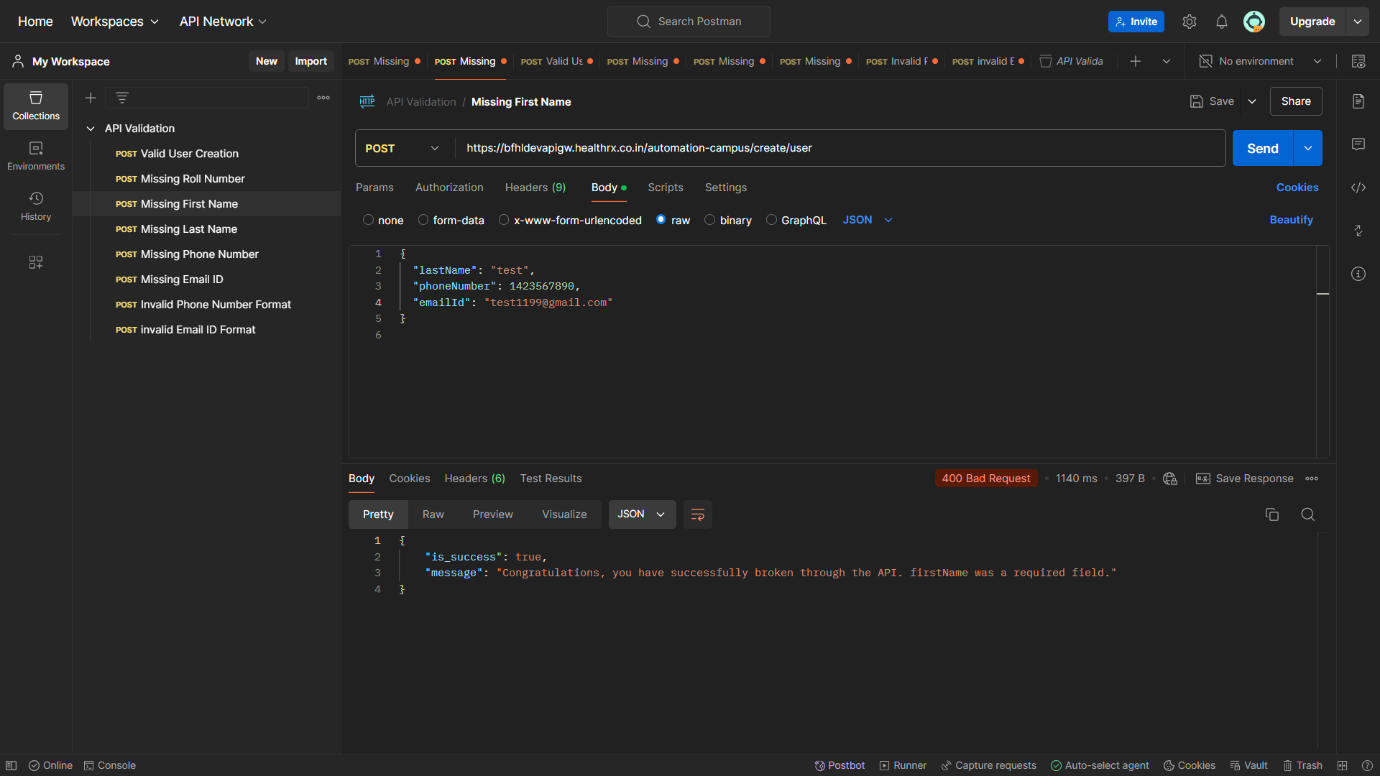 Home Workspaces API Network Search Postman Invite Upgrade
My Workspace New Import POST Missing POST Missing POST Valid Us POST Missing POST Missing POST Missing POST Invalid F POST invalid E API Valida No environment
Collections
Environments
History
API Validation
POST Valid User Creation
POST Missing Roll Number
POST Missing First Name
POST Missing Last Name
POST Missing Phone Number
POST Missing Email ID
POST Invalid Phone Number Format
POST invalid Email ID Format
HTTP API Validation / Missing First Name Save Share
POST https://bfhldevapigw.healthrx.co.in/automation-campus/create/user Send
Params Authorization Headers (9) Body Scripts Settings Cookies
none form-data x-www-form-urlencoded raw binary GraphQL JSON Beautify
1 {
2 "lastName": "test",
3 "phoneNumber": 1423567890,
4 "emailId": "test1199@gmail.com"
5 }
6
Body Cookies Headers (6) Test Results 400 Bad Request 1140 ms 397 B e.g. Save Response
Pretty Raw Preview Visualize JSON
1 {
2 "is_success": true,
3 "message": "Congratulations, you have successfully broken through the API. firstName was a required field."
4 }
Online Console Postbot Runner Capture requests Auto-select agent Cookies Vault Trash